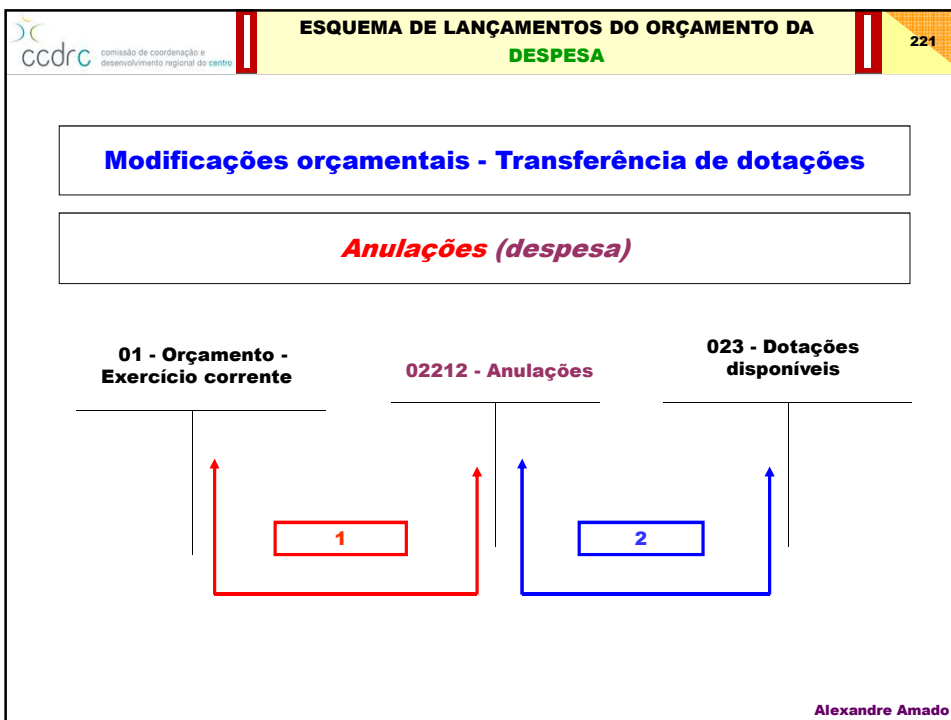 ccdrc
comissão de coordenação e
desenvolvimento regional do centro
ESQUEMA DE LANÇAMENTOS DO ORÇAMENTO DA
DESPESA
221
Modificações orçamentais - Transferência de dotações
Anulações (despesa)
01 - Orçamento -
Exercício corrente
02212 - Anulações
023 - Dotações
disponíveis
1
2
Alexandre Amado